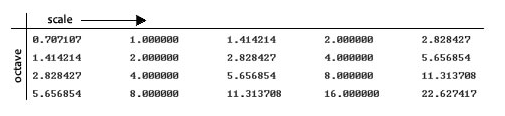 scale
octave
0.707107 1.000000 1.414214 2.000000 2.828427
1.414214 2.000000 2.828427 4.000000 5.656854
2.828427 4.000000 5.656854 8.000000 11.313708
5.656854 8.000000 11.313708 16.000000 22.627417